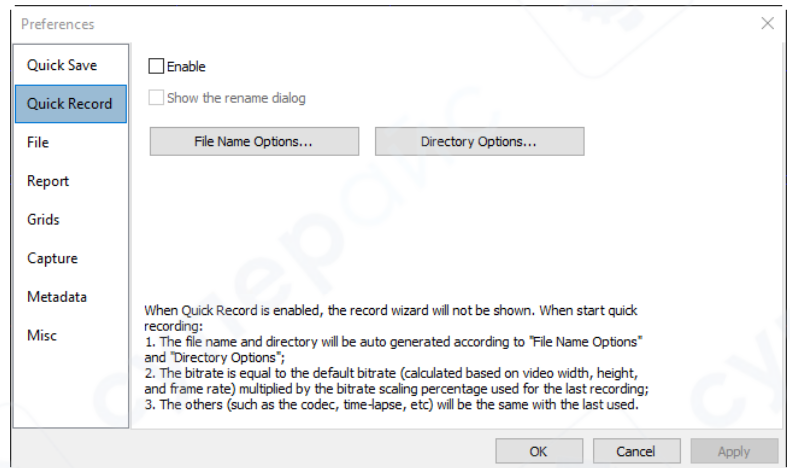 Preferences
Quick Save
Quick Record
File
Report
Grids
Capture
Metadata
Misc
Enable
Show the rename dialog
File Name Options...
Directory Options...
When Quick Record is enabled, the record wizard will not be shown. When start quick
recording:
1. The file name and directory will be auto generated according to "File Name Options"
and "Directory Options";
2. The bitrate is equal to the default bitrate (calculated based on video width, height,
and frame rate) multiplied by the bitrate scaling percentage used for the last recording;
3. The others (such as the codec, time-lapse, etc) will be the same with the last used.
OK
Cancel
Apply